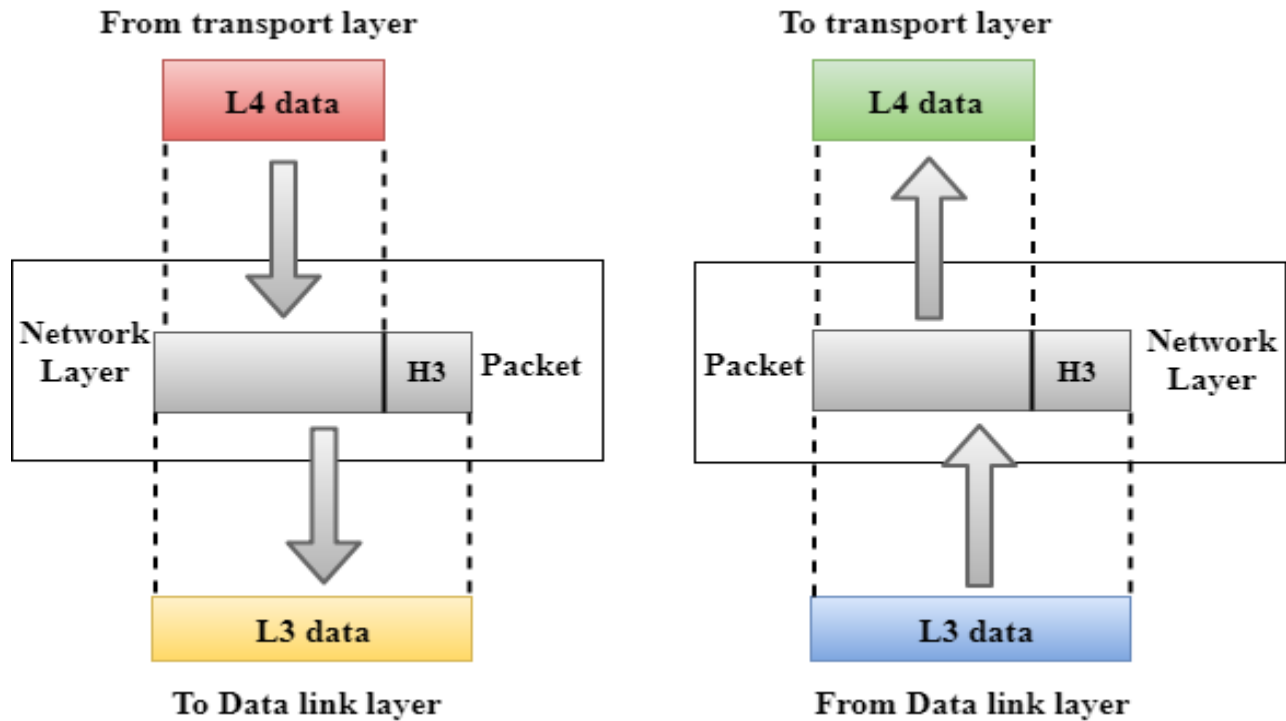 From transport layer
L4 data
Network
Layer
H3
Packet
L3 data
To Data link layer
To transport layer
L4 data
Packet
H3
Network
Layer
L3 data
From Data link layer